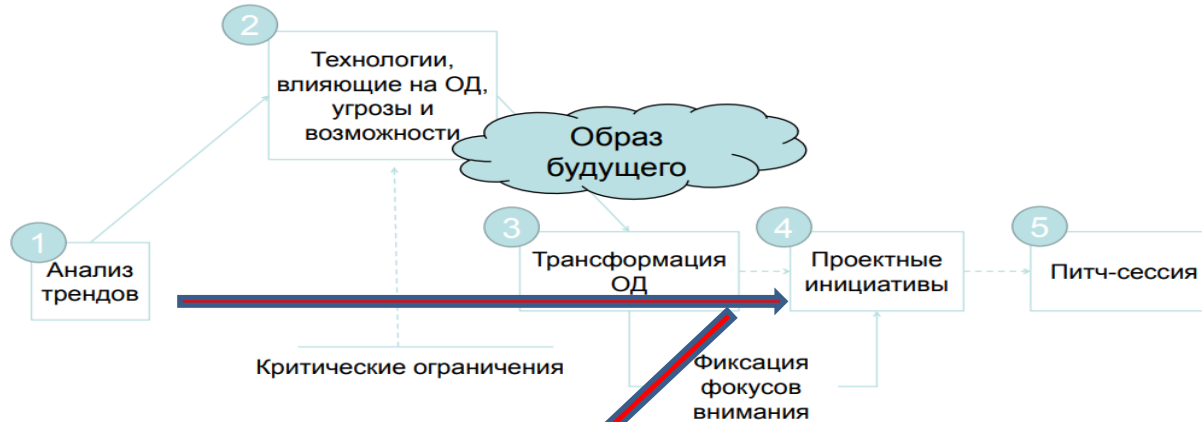 2
Технологии,
влияющие на ОД,
угрозы и
возможности
Образ
будущего
1
Анализ
трендов
3
Трансформация
ОД
4
Проектные
инициативы
5
Питч-сессия
Критические ограничения
Фиксация
фокусов
внимания